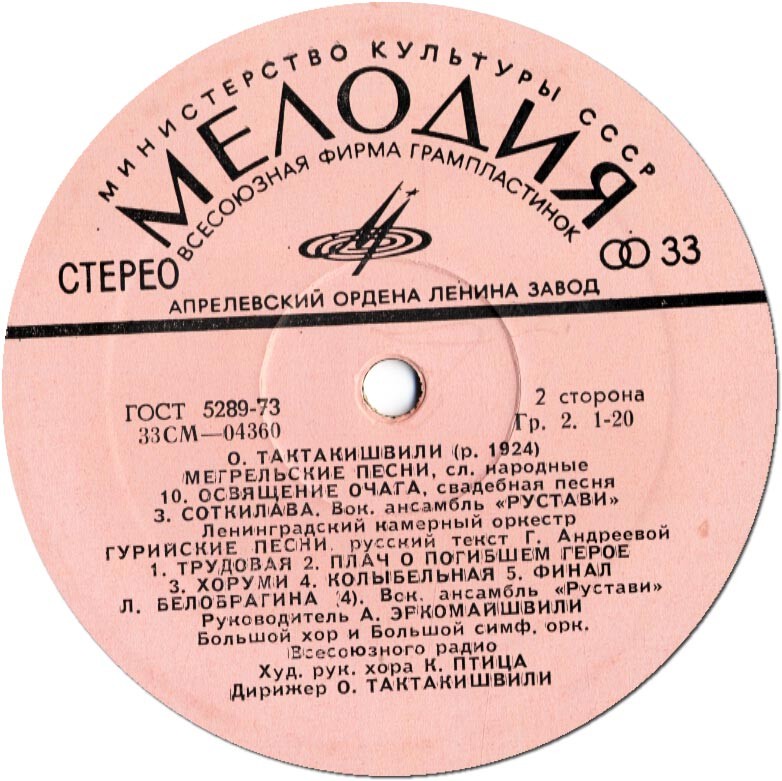 МИНИСТЕРСТВО КУЛЬТУРЫ СССР
МЕЛОДИЯ
ВСЕСОЮЗНАЯ ФИРМА ГРАМПЛАСТИНОК
СТЕРЕО
33
АПРЕЛЕВСКИЙ ОРДЕНА ЛЕНИНА ЗАВОД
ГОСТ 5289-73
33СМ—04360
2 сторона
Гр. 2. 1-20
О. ТАКТАКИШВИЛИ (р. 1924)
МЕГРЕЛЬСКИЕ ПЕСНИ, сл. народные
10. ОСВЯЩЕНИЕ ОЧАГА, свадебная песня
З. СОТКИЛАВА. Вок. ансамбль «РУСТАВИ»
Ленинградский камерный оркестр
ГУРИЙСКИЕ ПЕСНИ, русский текст Г. Андреевой
1. ТРУДОВАЯ 2. ПЛАЧ О ПОГИБШЕМ ГЕРОЕ
3. ХОРУМИ 4. КОЛЫБЕЛЬНАЯ 5. ФИНАЛ
Л. БЕЛОБРАГИНА (4). Вок. ансамбль «Рустави»
Руководитель А. ЭРКОМАЙШВИЛИ
Большой хор и Большой симф. орк.
Всесоюзного радио
Худ. рук. хора К. ПТИЦА
Дирижер О. ТАКТАКИШВИЛИ